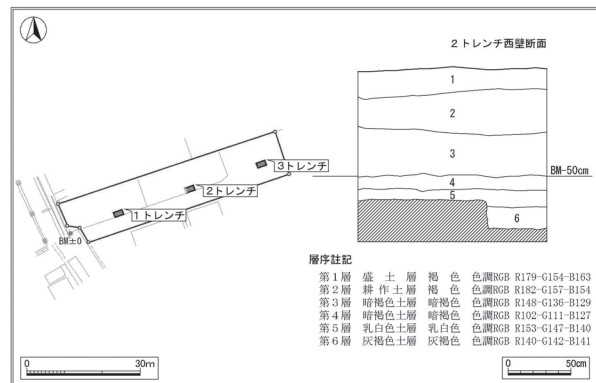 2トレンチ西壁断面
1
2
3
BM-50cm
4
5
6
3トレンチ
2トレンチ
1トレンチ
BM±0
層序註記
第1層 盛土層 褐色 色調RGB R179-G154-B163
第2層 耕作土層 褐色 色調RGB R182-G157-B154
第3層 暗褐色土層 暗褐色 色調RGB R148-G136-B129
第4層 暗褐色土層 暗褐色 色調RGB R102-G111-B127
第5層 乳白色土層 乳白色 色調RGB R153-G147-B140
第6層 灰褐色土層 灰褐色 色調RGB R140-G142-B141
0 30m
0 50cm